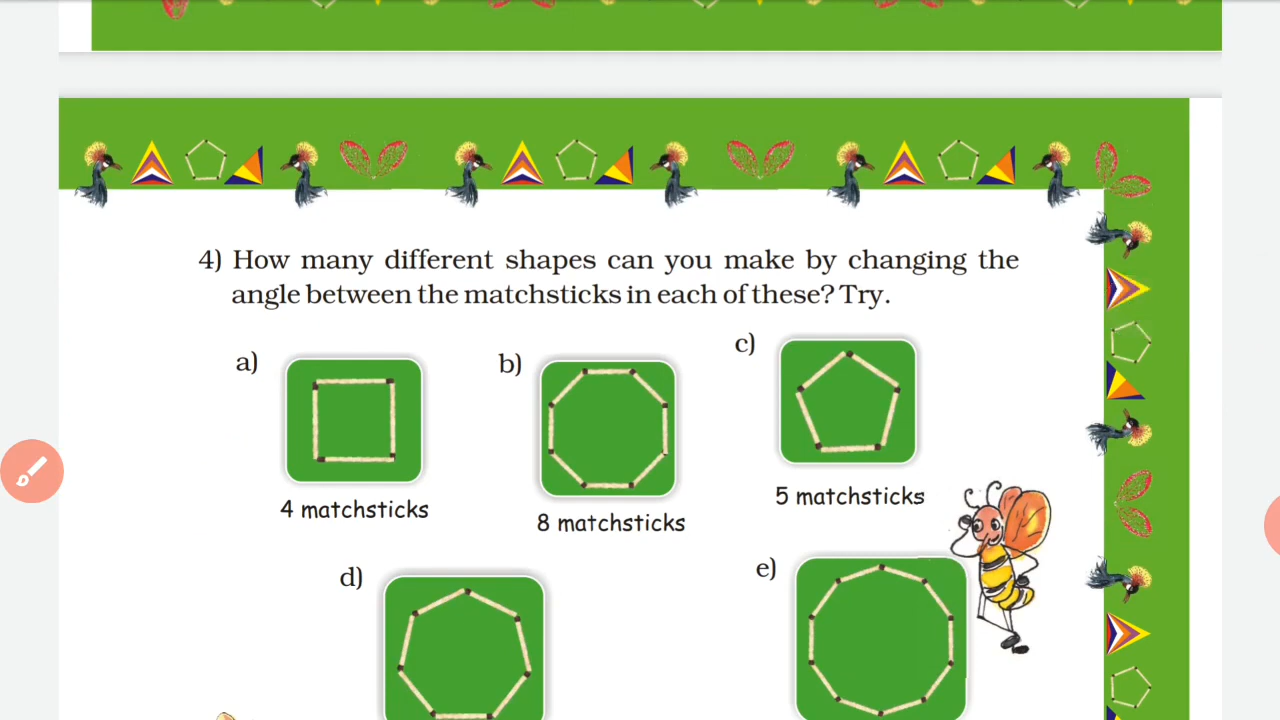 4) How many different shapes can you make by changing the
angle between the matchsticks in each of these? Try.
a)
b)
c)
4 matchsticks
8 matchsticks
5 matchsticks
d)
e)